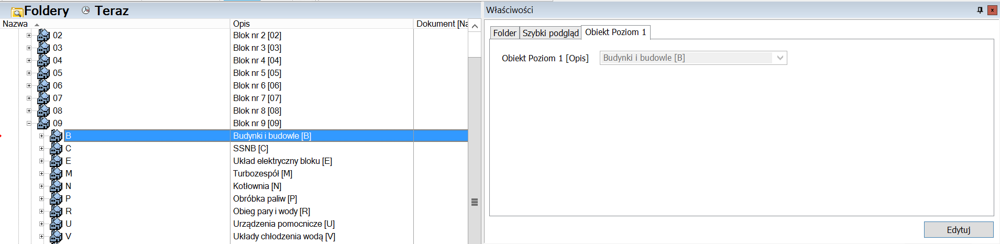 Foldery Teraz
Nazwa Opis Dokument [Na
02 Blok nr 2 [02]
03 Blok nr 3 [03]
04 Blok nr 4 [04]
05 Blok nr 5 [05]
06 Blok nr 6 [06]
07 Blok nr 7 [07]
08 Blok nr 8 [08]
09 Blok nr 9 [09]
B Budynki i budowle [B]
C SSNB [C]
E Układ elektryczny bloku [E]
M Turbozespół [M]
N Kotłownia [N]
P Obróbka paliw [P]
R Obieg pary i wody [R]
U Urządzenia pomocnicze [U]
V Układy chłodzenia wodą [V]
Właściwości
Folder Szybki podgląd Obiekt Poziom 1
Obiekt Poziom 1 [Opis] Budynki i budowle [B]
Edytuj